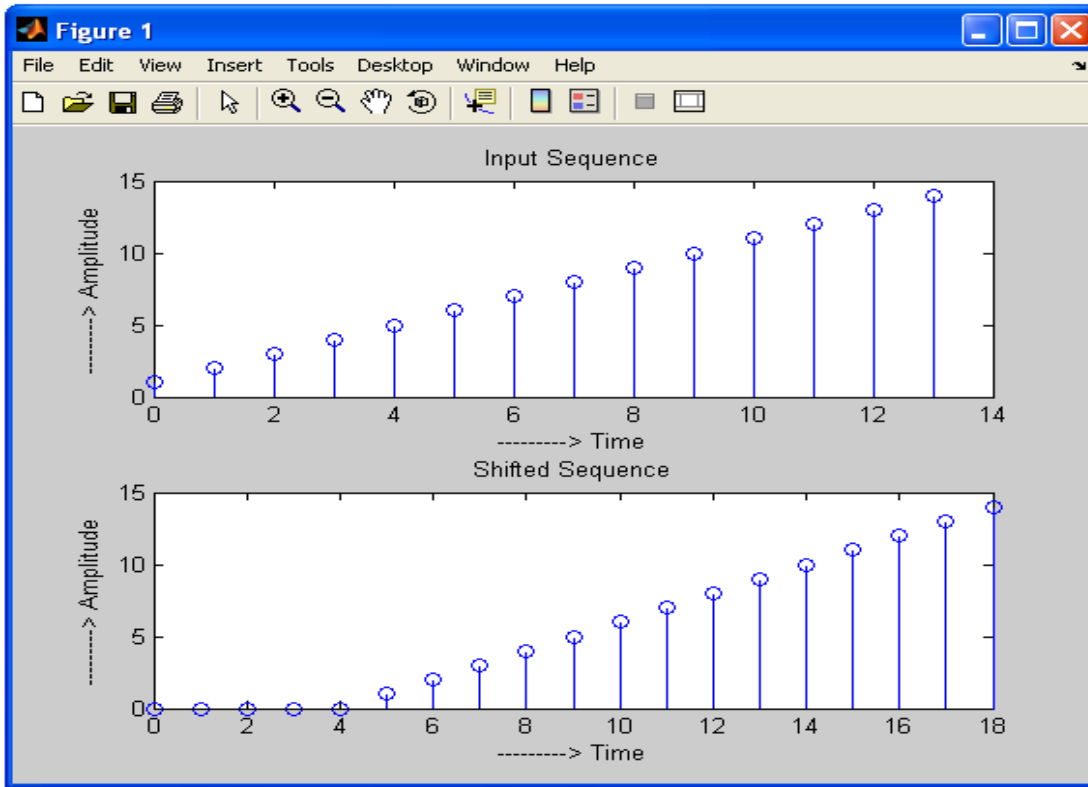 Figure 1
File Edit View Insert Tools Desktop Window Help
Input Sequence
15
10
5
0
-------> Amplitude
0 2 4 6 8 10 12 14
---------> Time
Shifted Sequence
15
10
5
0
-------> Amplitude
0 2 4 6 8 10 12 14 16 18
---------> Time